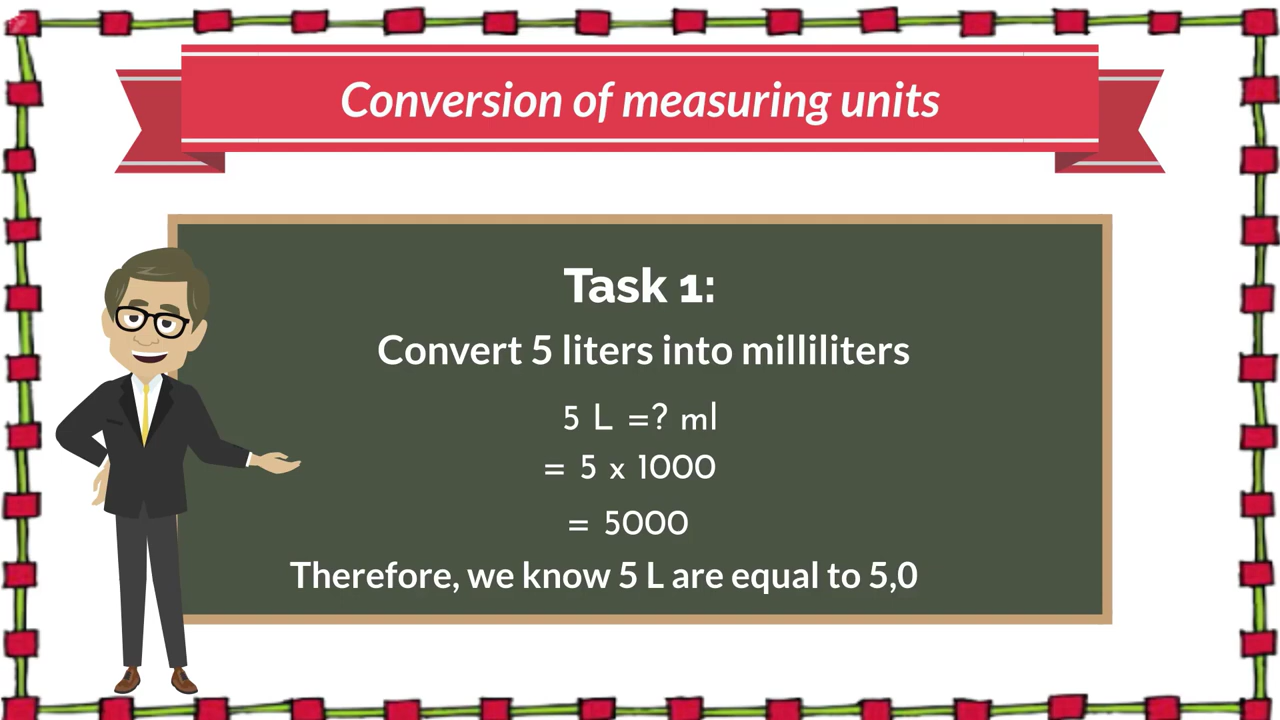 Conversion of measuring units
Task 1:
Convert 5 liters into milliliters
5 L =? ml
= 5 x 1000
= 5000
Therefore, we know 5 L are equal to 5,0